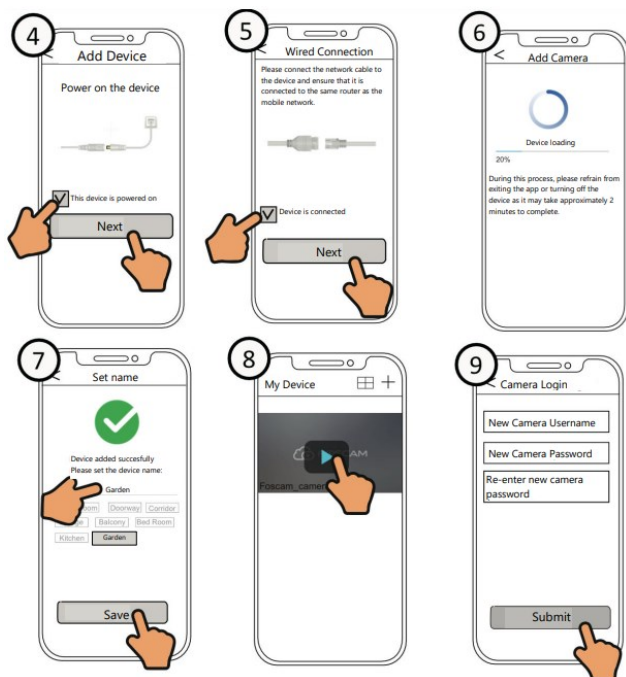 4
Add Device
Power on the device
This device is powered on
Next
5
Wired Connection
Please connect the network cable to
the device and ensure that it is
connected to the same router as the
mobile network.
Device is connected
Next
6
Add Camera
Device loading
20%
During this process, please refrain from
exiting the app or turning off the
device as it may take approximately 2
minutes to complete.
7
Set name
Device added succesfully
Please set the device name:
Garden
Doorway Corridor
Balcony Bed Room
Kitchen Garden
Save
8
My Device
Foscam_camera
9
Camera Login
New Camera Username
New Camera Password
Re-enter new camera
password
Submit